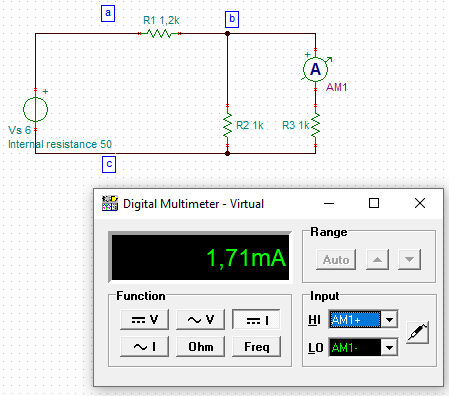 a
R1 1,2k
b
+
+
A
AM1
Vs 6
R2 1k
R3 1k
Internal resistance 50
c
Digital Multimeter - Virtual
1,71mA
Range
Auto
Function
V
V
I
I
Ohm
Freq
Input
HI
AM1+
LO
AM1-